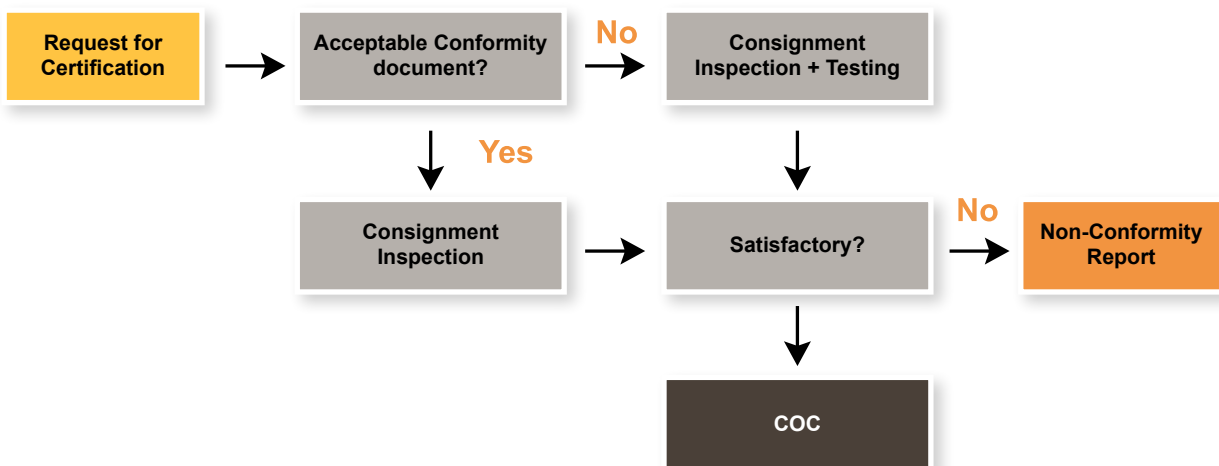 Request for
Certification
Acceptable Conformity
document?
No
Consignment
Inspection + Testing
Yes
Consignment
Inspection
Satisfactory?
No
Non-Conformity
Report
COC